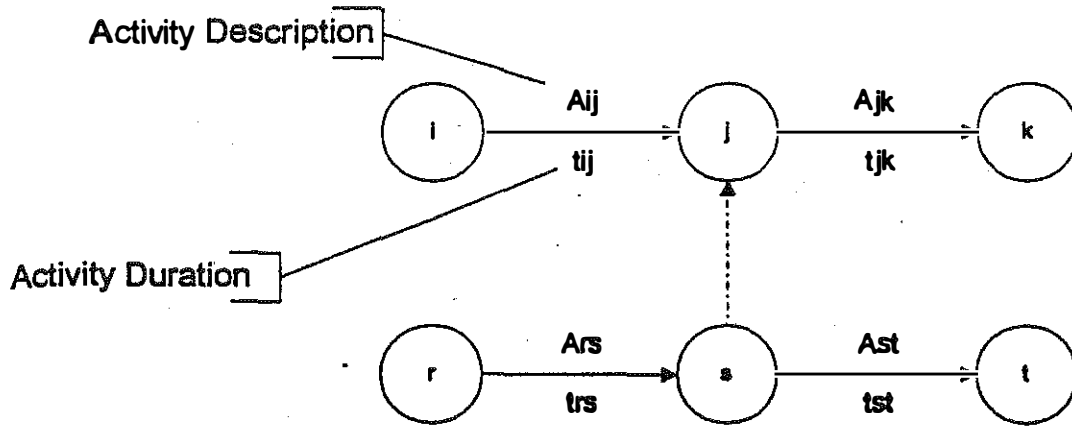 Activity Description
Aij
Ajk
i
j
k
tij
tjk
Activity Duration
Ars
Ast
r
s
t
trs
tst